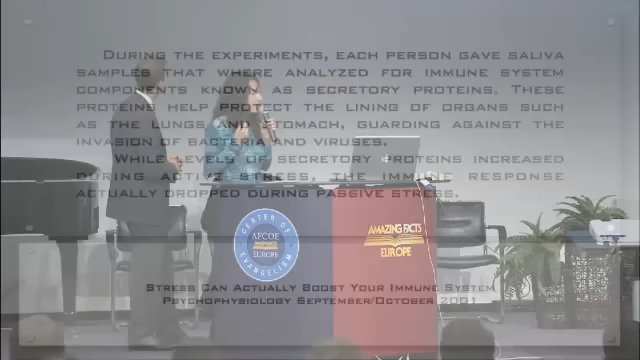 During the experiments, each person gave saliva
samples that where analyzed for immune system
components known as secretory proteins. These
proteins help protect the lining of organs such
as the lungs and stomach, guarding against the
invasion of bacteria and viruses.
While levels of secretory proteins increased
during active stress, the immune response
actually dropped during passive stress.
CENTER OF
AFCOE
EUROPE
EVANGELISM
AMAZING FACTS
EUROPE
Stress Can Actually Boost Your Immune System
Psychophysiology September/October 2001